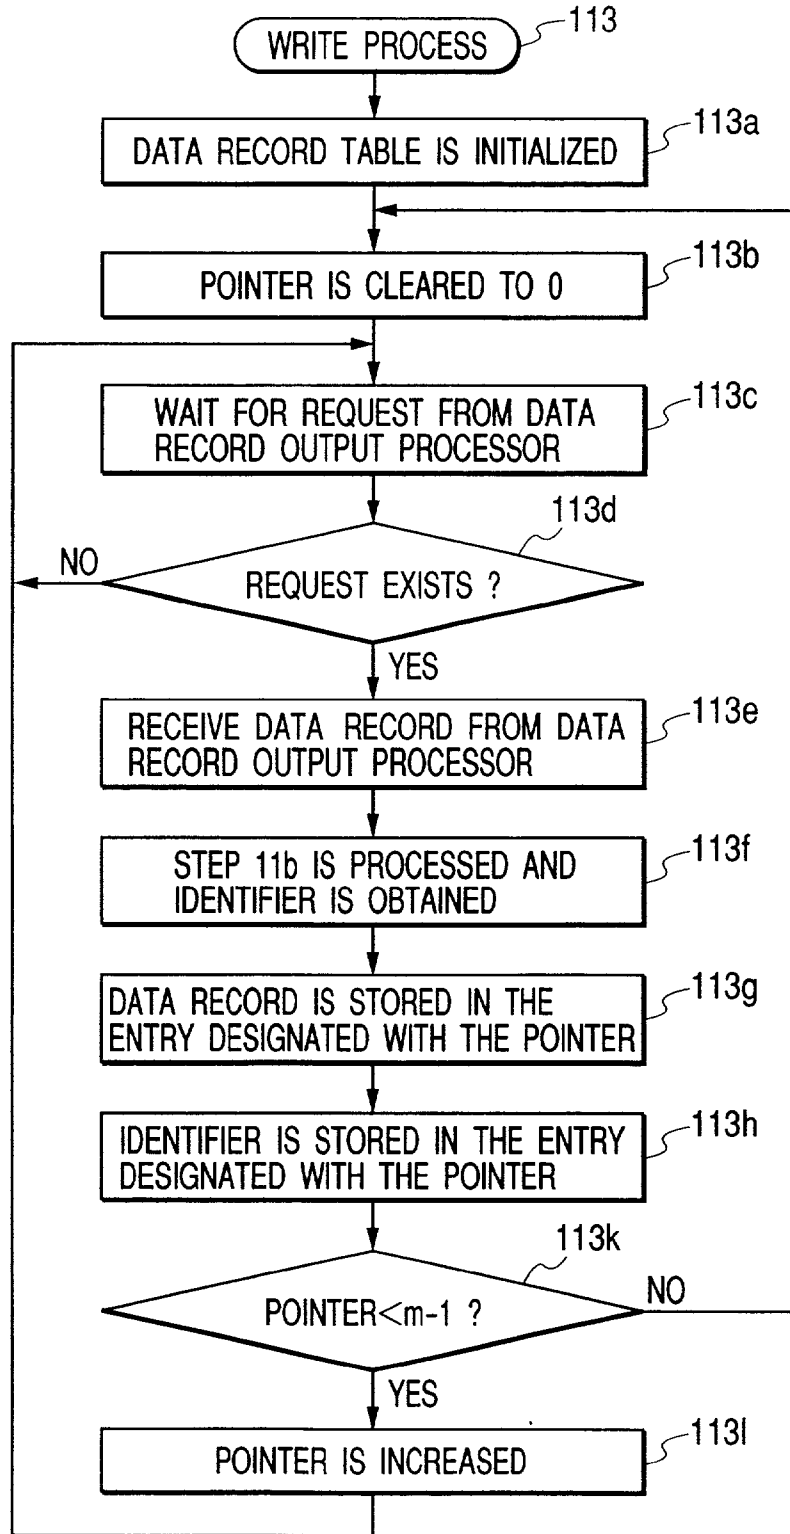 WRITE PROCESS
113
DATA RECORD TABLE IS INITIALIZED
113a
POINTER IS CLEARED TO 0
113b
WAIT FOR REQUEST FROM DATA
RECORD OUTPUT PROCESSOR
113c
REQUEST EXISTS ?
113d
NO
YES
RECEIVE DATA RECORD FROM DATA
RECORD OUTPUT PROCESSOR
113e
STEP 11b IS PROCESSED AND
IDENTIFIER IS OBTAINED
113f
DATA RECORD IS STORED IN THE
ENTRY DESIGNATED WITH THE POINTER
113g
IDENTIFIER IS STORED IN THE ENTRY
DESIGNATED WITH THE POINTER
113h
POINTER<m-1 ?
113k
NO
YES
POINTER IS INCREASED
113l